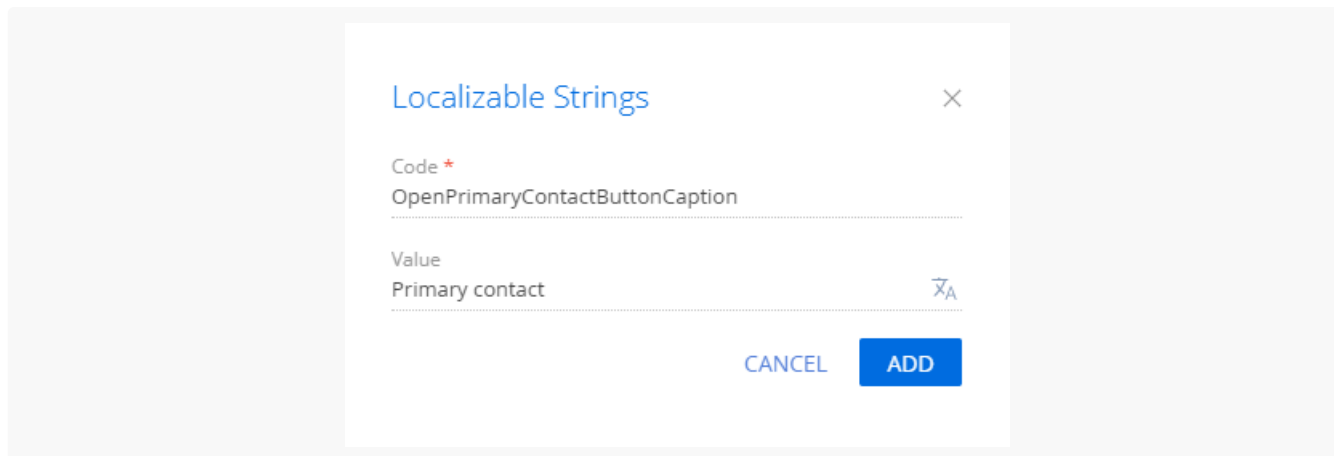 Localizable Strings
Code *
OpenPrimaryContactButtonCaption
Value
Primary contact
CANCEL ADD